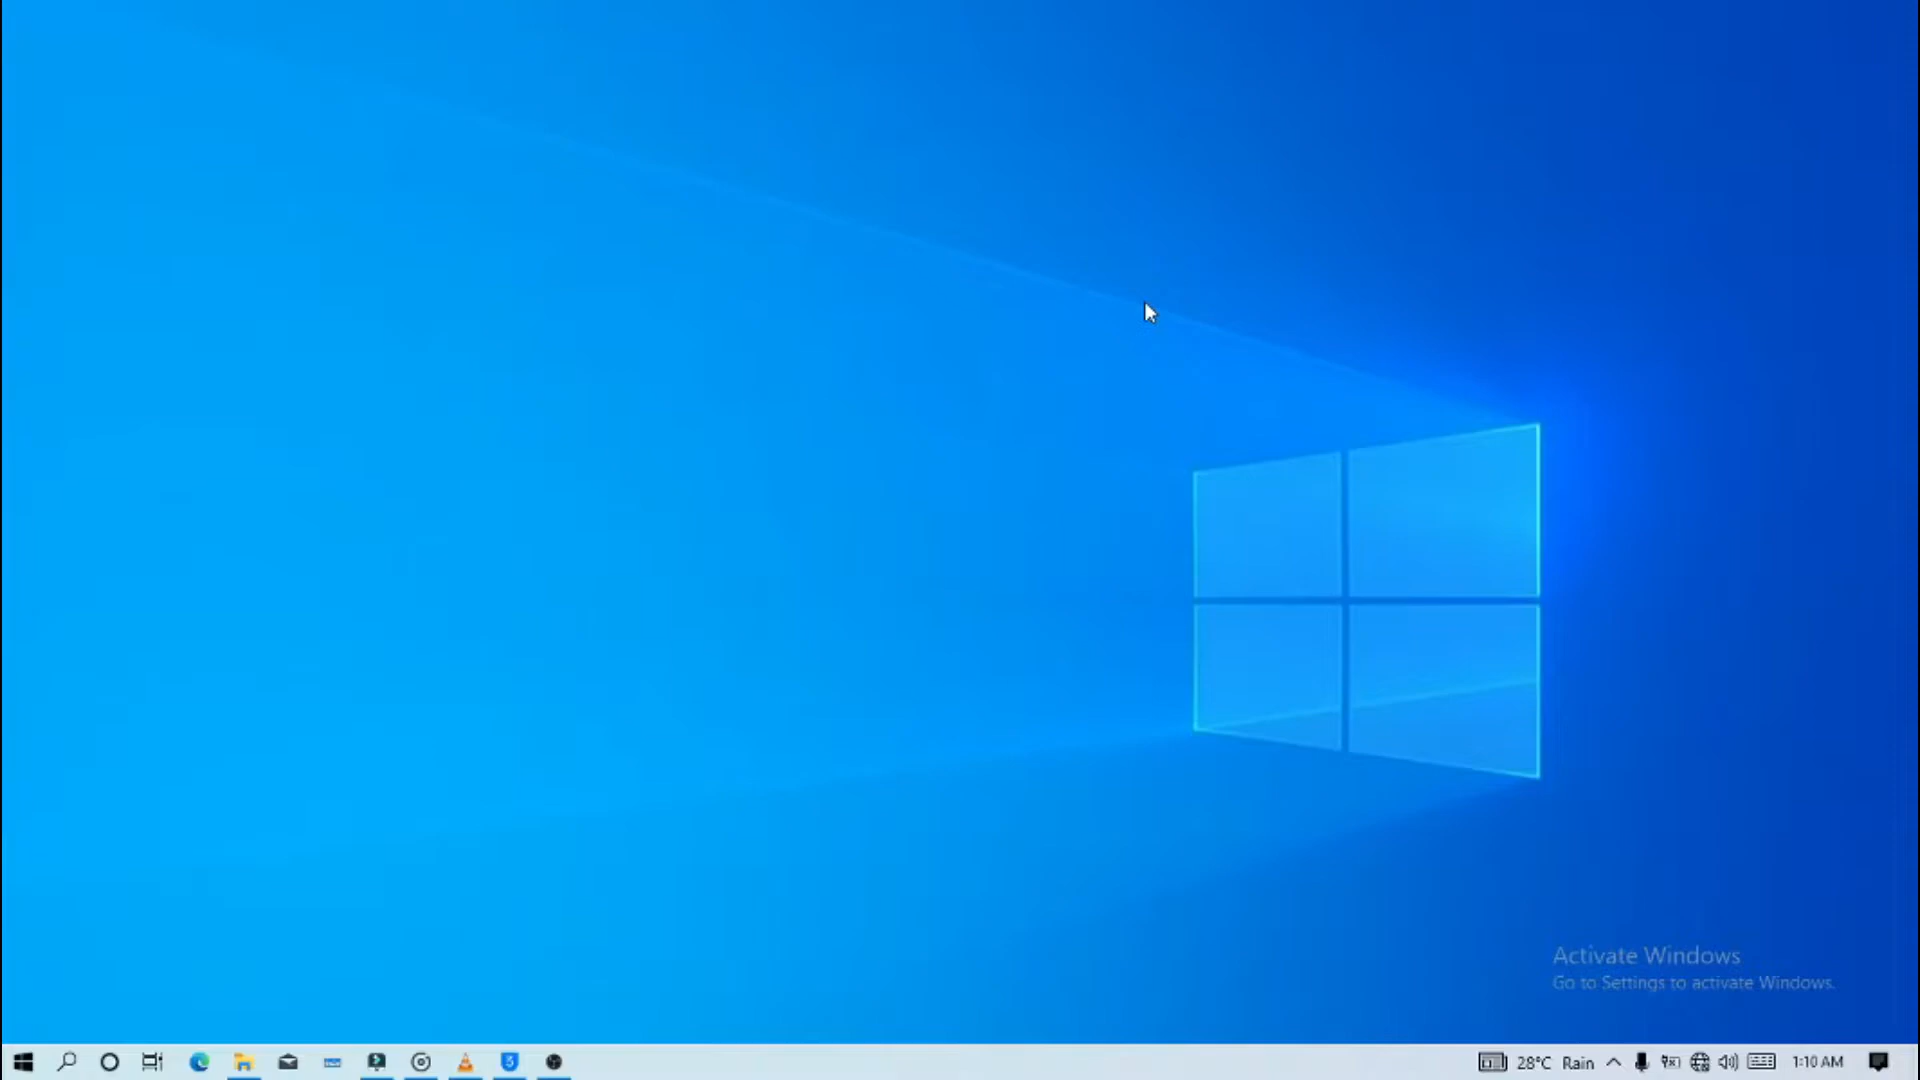 Activate Windows
Go to Settings to activate Windows.
28°C Rain
1:10 AM